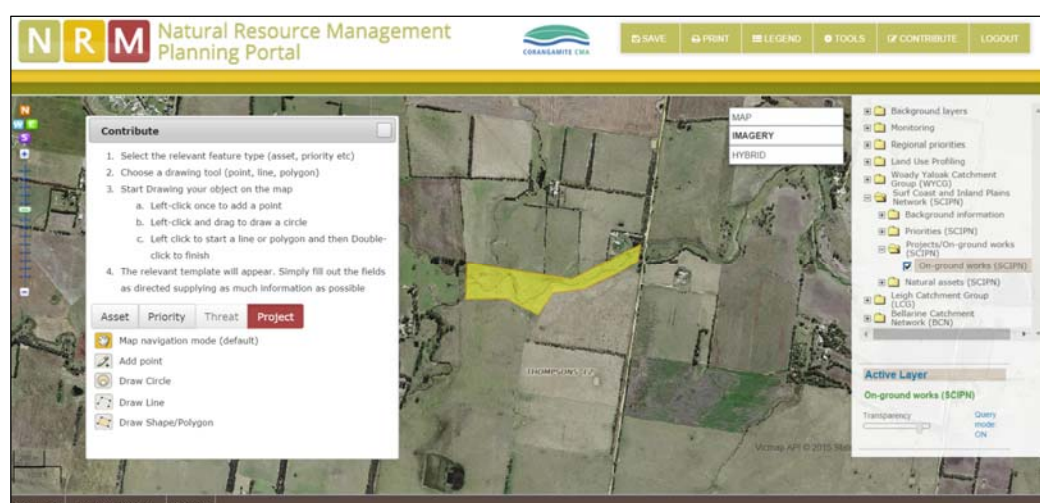 N R M
Natural Resource Management
Planning Portal
CORANGAMITE CMA
SAVE
PRINT
LEGEND
TOOLS
CONTRIBUTE
LOGOUT
N
W E
S
Contribute
1. Select the relevant feature type (asset, priority etc)
2. Choose a drawing tool (point, line, polygon)
3. Start Drawing your object on the map
a. Left-click once to add a point
b. Left-click and drag to draw a circle
c. Left click to start a line or polygon and then Double-
click to finish
4. The relevant template will appear. Simply fill out the fields
as directed supplying as much information as possible
Asset Priority Threat Project
Map navigation mode (default)
Add point
Draw Circle
Draw Line
Draw Shape/Polygon
MAP
IMAGERY
HYBRID
THOMPSONS
Vicmap API © 2015
Background layers
Monitoring
Regional priorities
Land Use Profiling
Woady Yaloak Catchment
Group (WYCG)
Surf Coast and Inland Plains
Network (SCIPN)
Background information
Priorities (SCIPN)
Projects/On-ground works
(SCIPN)
On-ground works (SCIPN)
Natural assets (SCIPN)
Leigh Catchment Group
(LCG)
Bellarine Catchment
Network (BCN)
Active Layer
On-ground works (SCIPN)
Transparency
Query
mode:
ON